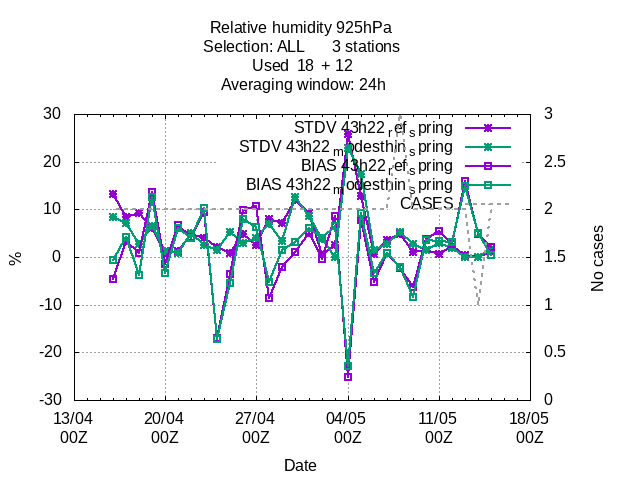 Relative humidity 925hPa
Selection: ALL 3 stations
Used 18 + 12
Averaging window: 24h
30 3
STDV 43h22_ref_spring
STDV 43h22_modesthin_spring
20 2.5
BIAS 43h22_ref_spring
BIAS 43h22_modesthin_spring
CASES
10 2
% 0 1.5 No cases
-10 1
-20 0.5
-30 0
13/04 20/04 27/04 04/05 11/05 18/05
00Z 00Z 00Z 00Z 00Z 00Z
Date